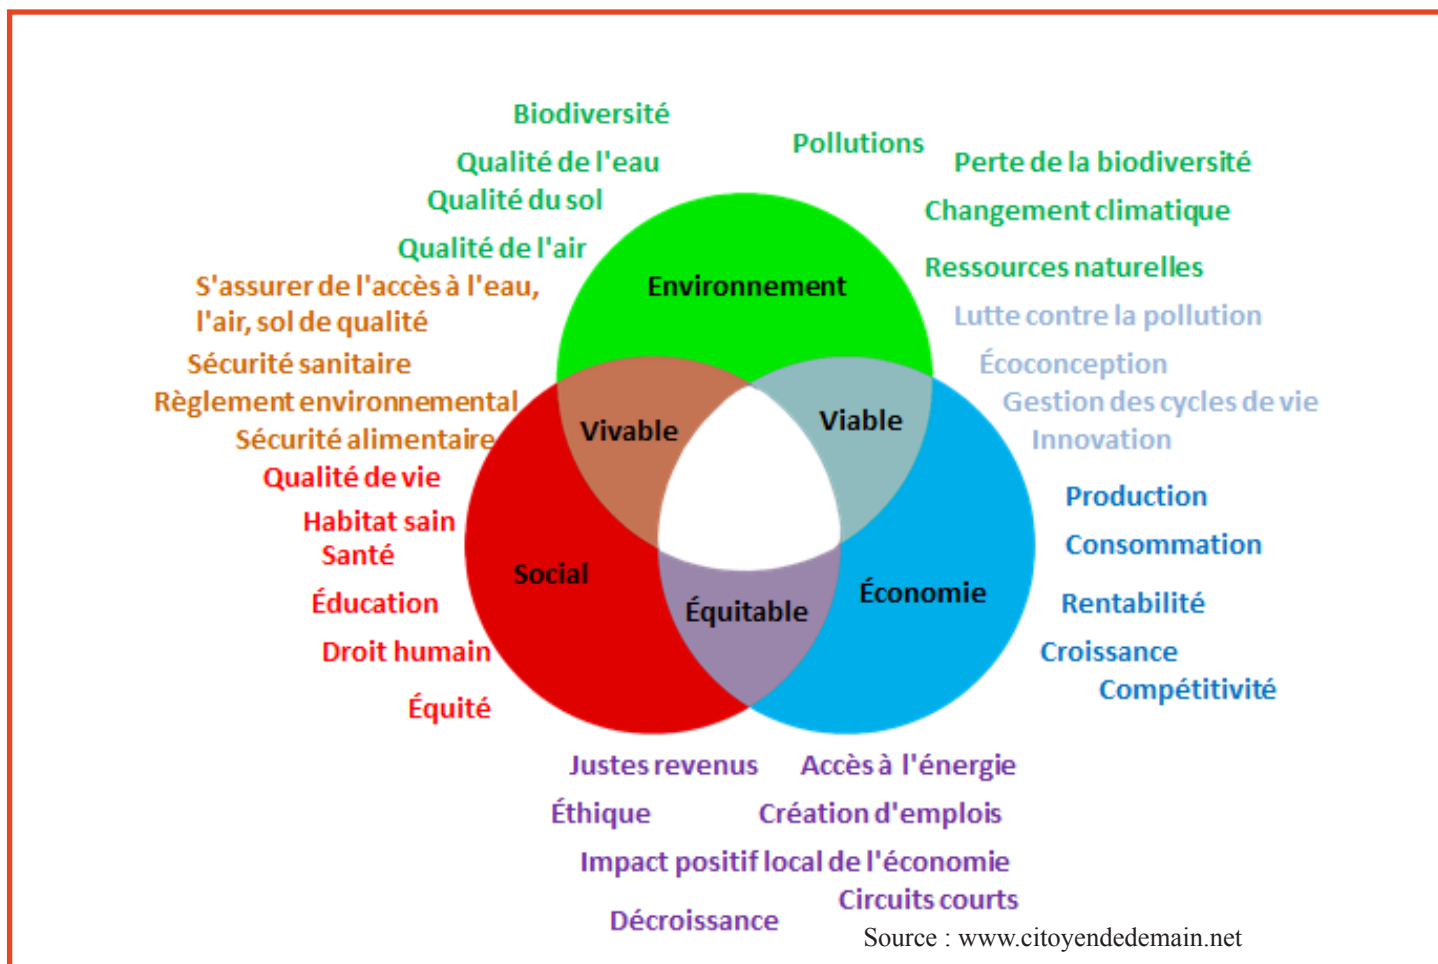 Biodiversité
Pollutions
Qualité de l'eau
Perte de la biodiversité
Qualité du sol
Changement climatique
Qualité de l'air
Ressources naturelles
S'assurer de l'accès à l'eau,
l'air, sol de qualité
Environnement
Lutte contre la pollution
Sécurité sanitaire
Écoconception
Règlement environnemental
Gestion des cycles de vie
Sécurité alimentaire
Vivable
Viable
Innovation
Qualité de vie
Production
Habitat sain
Santé
Consommation
Social
Économie
Éducation
Équitable
Rentabilité
Droit humain
Croissance
Compétitivité
Équité
Justes revenus
Accès à l'énergie
Éthique
Création d'emplois
Impact positif local de l'économie
Circuits courts
Décroissance
Source : www.citoyendedemain.net